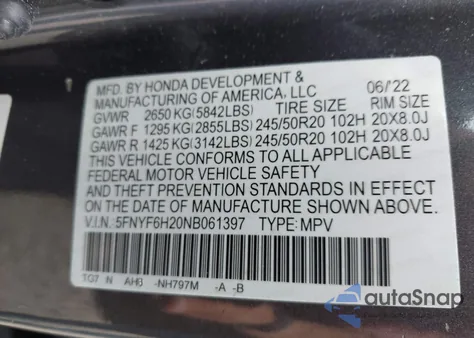 MFD. BY HONDA DEVELOPMENT &
MANUFACTURING OF AMERICA, LLC 06/22
GVWR 2650 KG(5842LBS) TIRE SIZE RIM SIZE
GAWR F 1295 KG(2855LBS) 245/50R20 102H 20X8.0J
GAWR R 1425 KG(3142LBS) 245/50R20 102H 20X8.0J
THIS VEHICLE CONFORMS TO ALL APPLICABLE
FEDERAL MOTOR VEHICLE SAFETY
AND THEFT PREVENTION STANDARDS IN EFFECT
ON THE DATE OF MANUFACTURE SHOWN ABOVE.
V.I.N. :5FNYF6H20NB061397 TYPE: MPV
TG7 N AH8 -NH797M -A -B
autoSnap